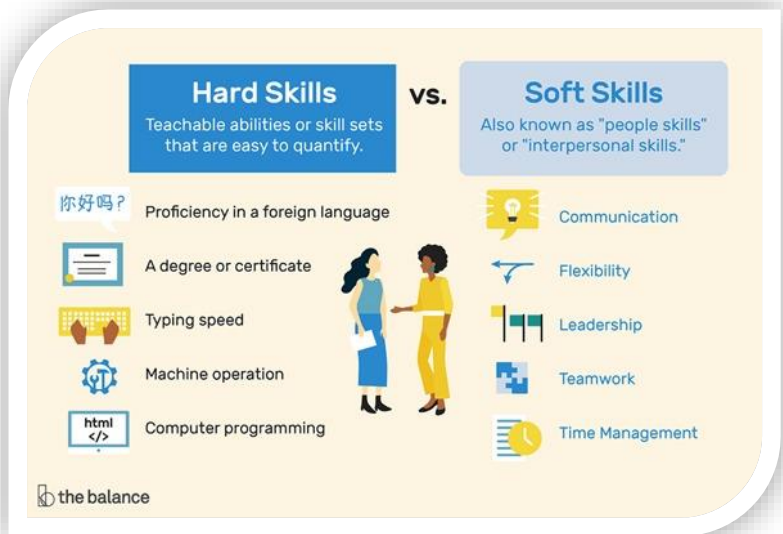 Hard Skills
Teachable abilities or skill sets
that are easy to quantify.
vs.
Soft Skills
Also known as "people skills"
or "interpersonal skills."
你好吗?
Proficiency in a foreign language
A degree or certificate
Typing speed
Machine operation
html
</>
Computer programming
Communication
Flexibility
Leadership
Teamwork
Time Management
the balance